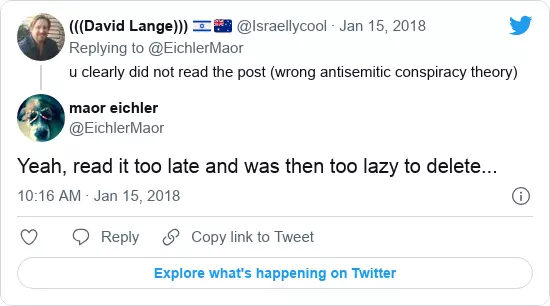 (((David Lange))) 🇮🇱 🇦🇺 @Israellycool · Jan 15, 2018
Replying to @EichlerMaor
u clearly did not read the post (wrong antisemitic conspiracy theory)
maor eichler
@EichlerMaor
Yeah, read it too late and was then too lazy to delete...
10:16 AM · Jan 15, 2018
Reply
Copy link to Tweet
Explore what's happening on Twitter